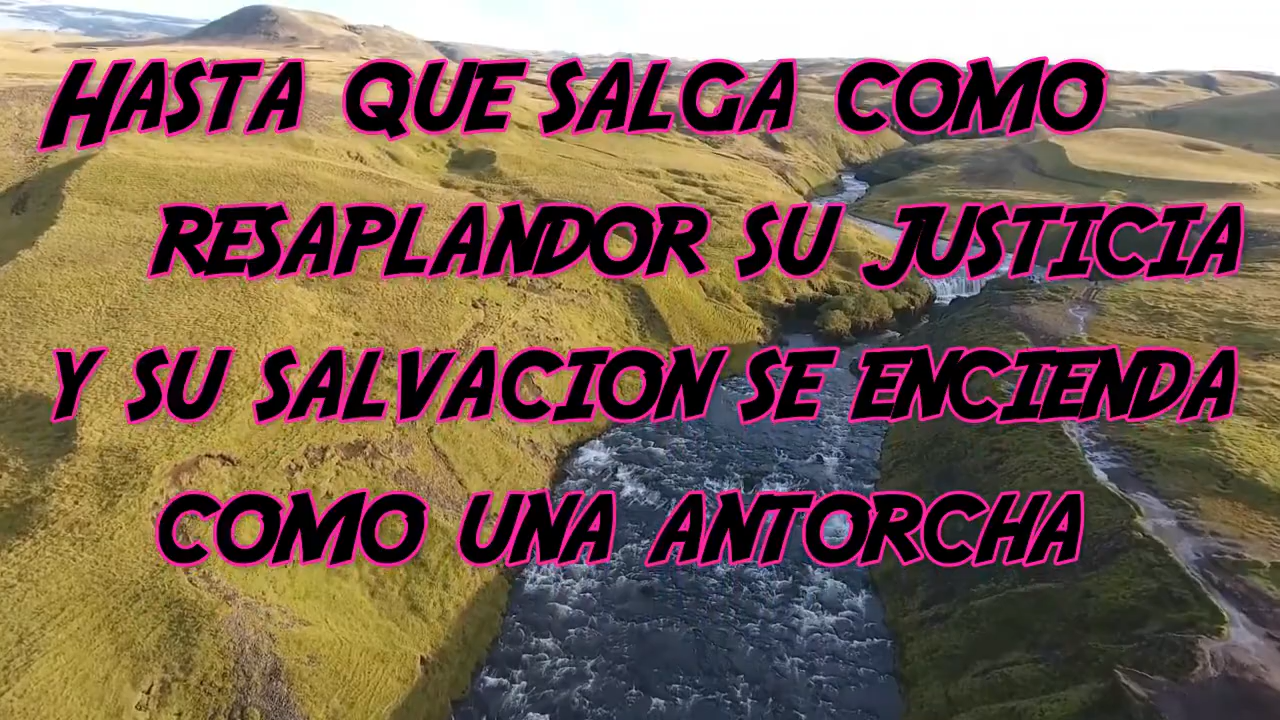 Hasta que salga como
resaplandor su justicia
y su salvacion se encienda
como una antorcha